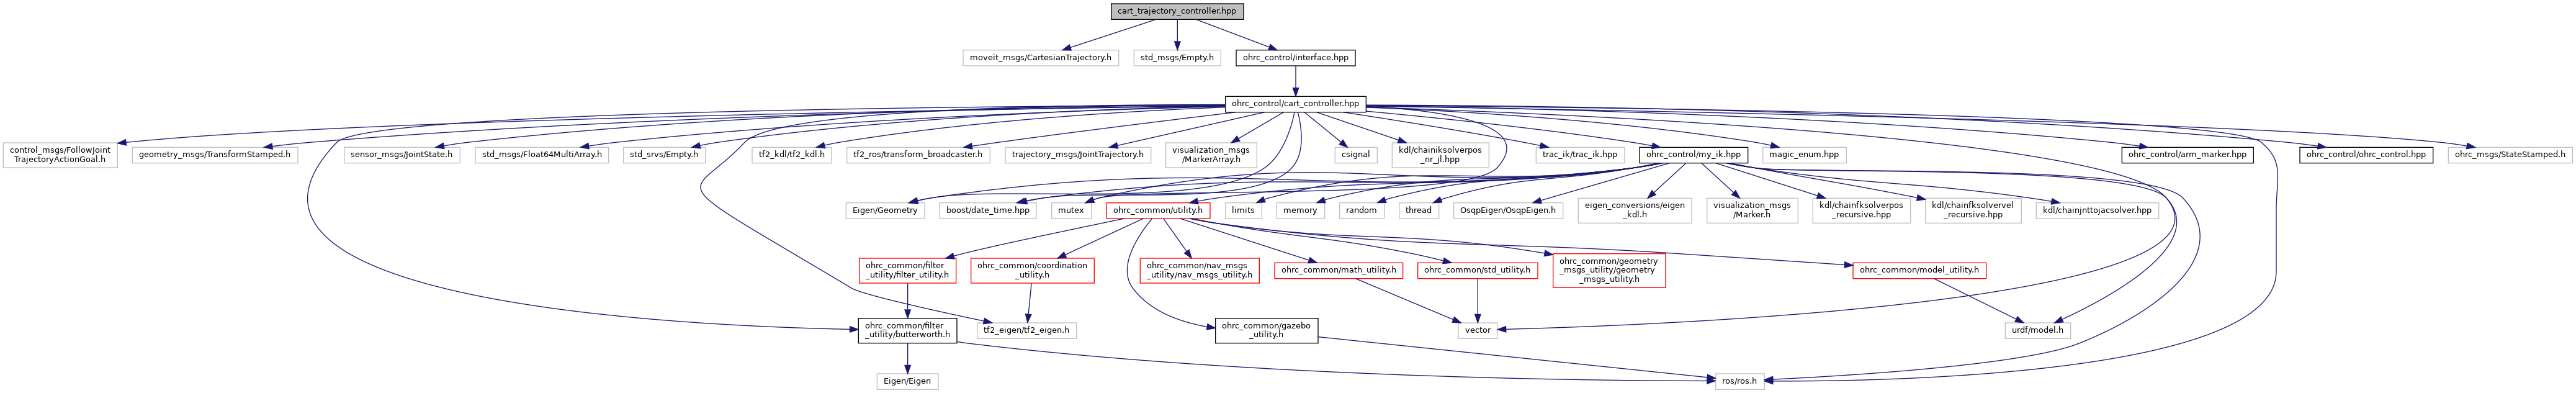 cart_trajectory_controller.hpp
moveit_msgs/CartesianTrajectory.h
std_msgs/Empty.h
ohrc_control/interface.hpp
ohrc_control/cart_controller.hpp
control_msgs/FollowJoint
TrajectoryActionGoal.h
geometry_msgs/TransformStamped.h
sensor_msgs/JointState.h
std_msgs/Float64MultiArray.h
std_srvs/Empty.h
tf2_kdl/tf2_kdl.h
tf2_ros/transform_broadcaster.h
trajectory_msgs/JointTrajectory.h
visualization_msgs
/MarkerArray.h
csignal
kdl/chainiksolverpos
_nr_jl.hpp
trac_ik/trac_ik.hpp
ohrc_control/my_ik.hpp
magic_enum.hpp
ohrc_control/arm_marker.hpp
ohrc_control/ohrc_control.hpp
ohrc_msgs/StateStamped.h
Eigen/Geometry
boost/date_time.hpp
mutex
ohrc_common/utility.h
limits
memory
random
thread
OsqpEigen/OsqpEigen.h
eigen_conversions/eigen
_kdl.h
visualization_msgs
/Marker.h
kdl/chainfksolverpos
_recursive.hpp
kdl/chainfksolvervel
_recursive.hpp
kdl/chainjnttojacsolver.hpp
ohrc_common/filter
_utility/filter_utility.h
ohrc_common/coordination
_utility.h
ohrc_common/nav_msgs
_utility/nav_msgs_utility.h
ohrc_common/math_utility.h
ohrc_common/std_utility.h
ohrc_common/geometry
_msgs_utility/geometry
_msgs_utility.h
ohrc_common/model_utility.h
ohrc_common/filter
_utility/butterworth.h
tf2_eigen/tf2_eigen.h
ohrc_common/gazebo
_utility.h
vector
urdf/model.h
Eigen/Eigen
ros/ros.h